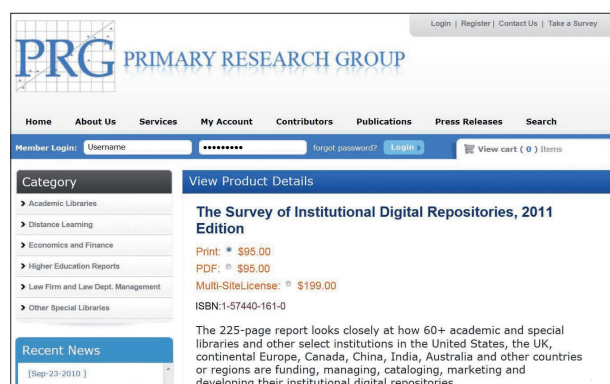 Login | Register | Contact Us | Take a Survey
PRG PRIMARY RESEARCH GROUP
Home About Us Services My Account Contributors Publications Press Releases Search
Member Login: Username ••••••••• forgot password? Login View cart ( 0 ) Items
Category
Academic Libraries
Distance Learning
Economics and Finance
Higher Education Reports
Law Firm and Law Dept. Management
Other Special Libraries
Recent News
[Sep-23-2010 ]
View Product Details
The Survey of Institutional Digital Repositories, 2011
Edition
Print: $95.00
PDF: $95.00
Multi-SiteLicense: $199.00
ISBN:1-57440-161-0
The 225-page report looks closely at how 60+ academic and special
libraries and other select institutions in the United States, the UK,
continental Europe, Canada, China, India, Australia and other countries
or regions are funding, managing, cataloging, marketing and
developing their institutional digital repositories